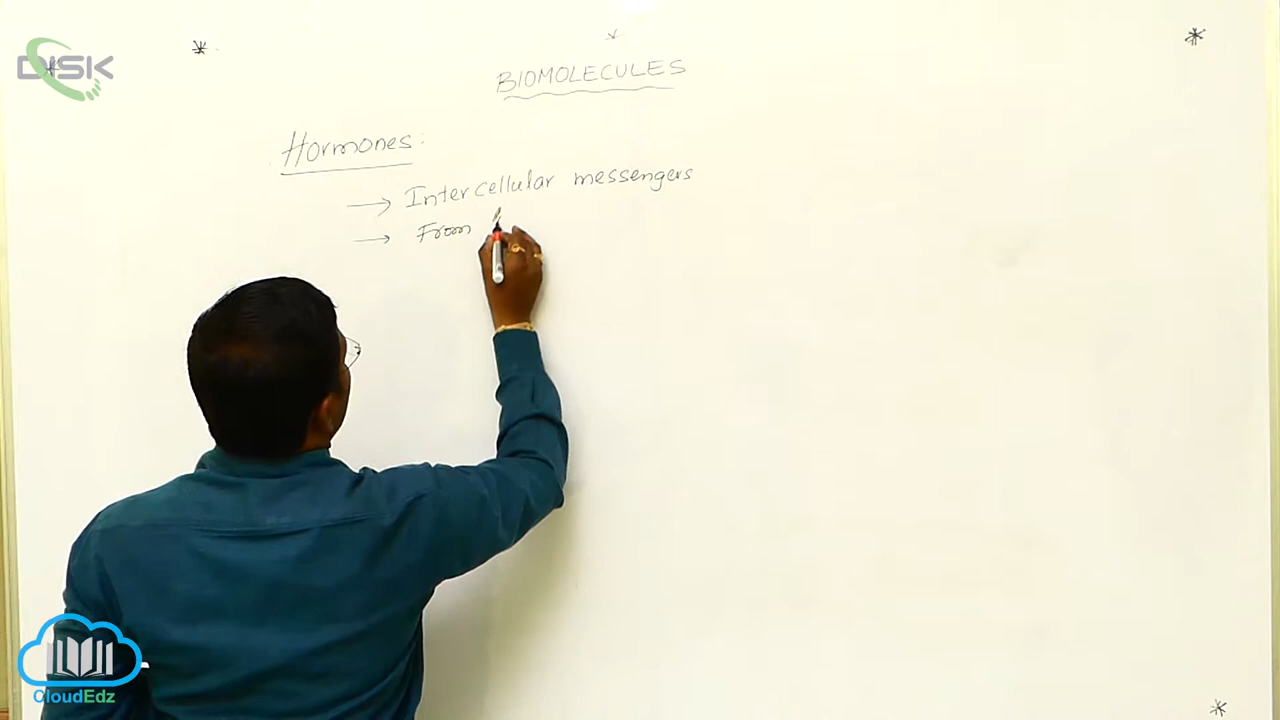 DISK
BIOMOLECULES
Hormones:
→ Intercellular messengers
→ From
CloudEdz